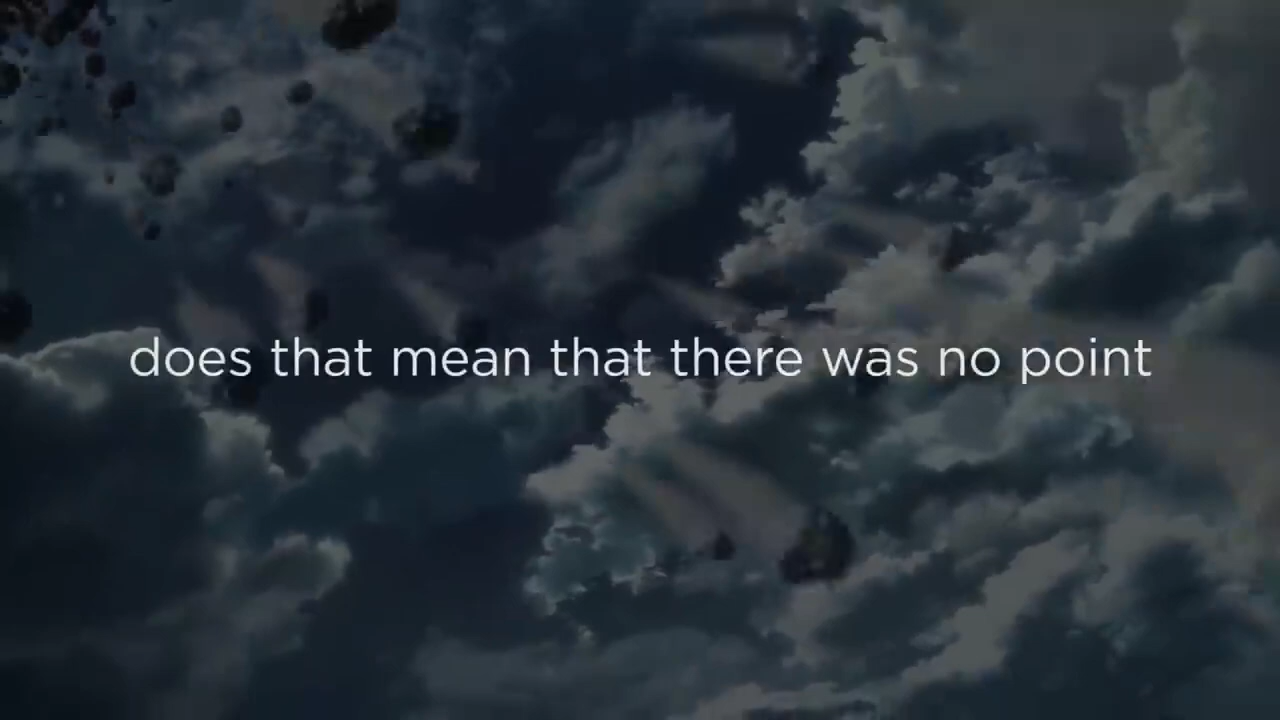 does that mean that there was no point